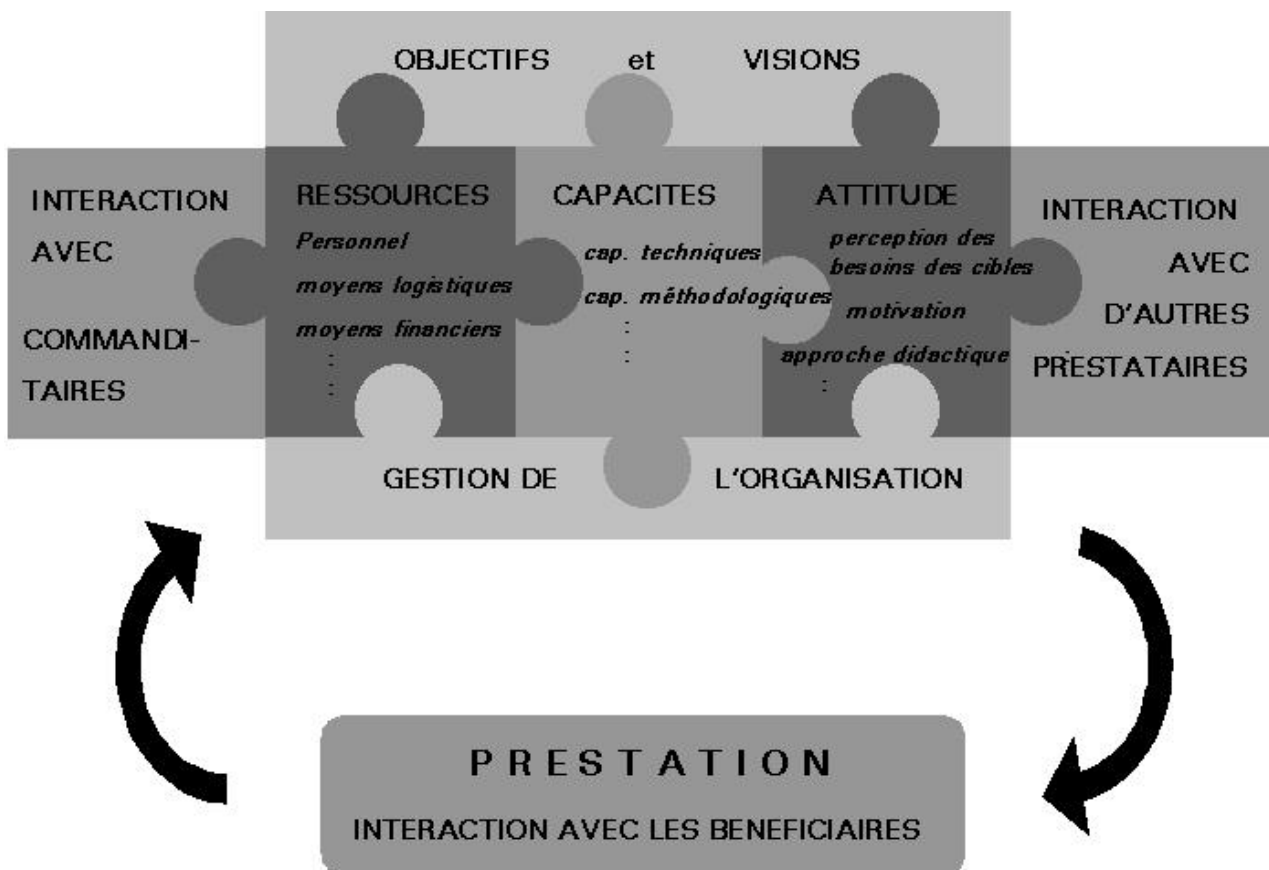 OBJECTIFS et VISIONS
INTERACTION
AVEC
COMMANDI-
TAIRES
RESSOURCES
Personnel
moyens logistiques
moyens financiers
:
:
CAPACITES
cap. techniques
cap. méthodologiques
:
:
ATTITUDE
perception des
besoins des cibles
motivation
approche didactique
:
INTERACTION
AVEC
D'AUTRES
PRESTATAIRES
GESTION DE L'ORGANISATION
PRESTATION
INTERACTION AVEC LES BENEFICIAIRES